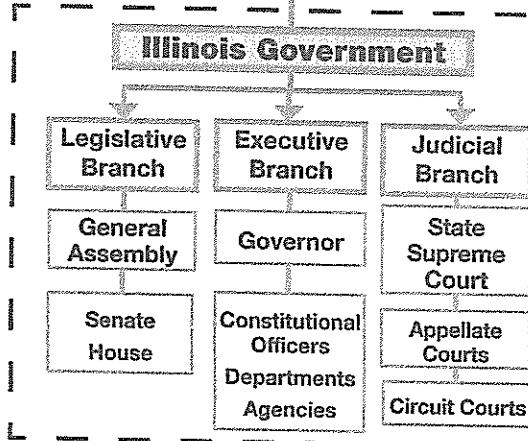 Illinois Government
Legislative
Branch
General
Assembly
Senate
House
Executive
Branch
Governor
Constitutional
Officers
Departments
Agencies
Judicial
Branch
State
Supreme
Court
Appellate
Courts
Circuit Courts